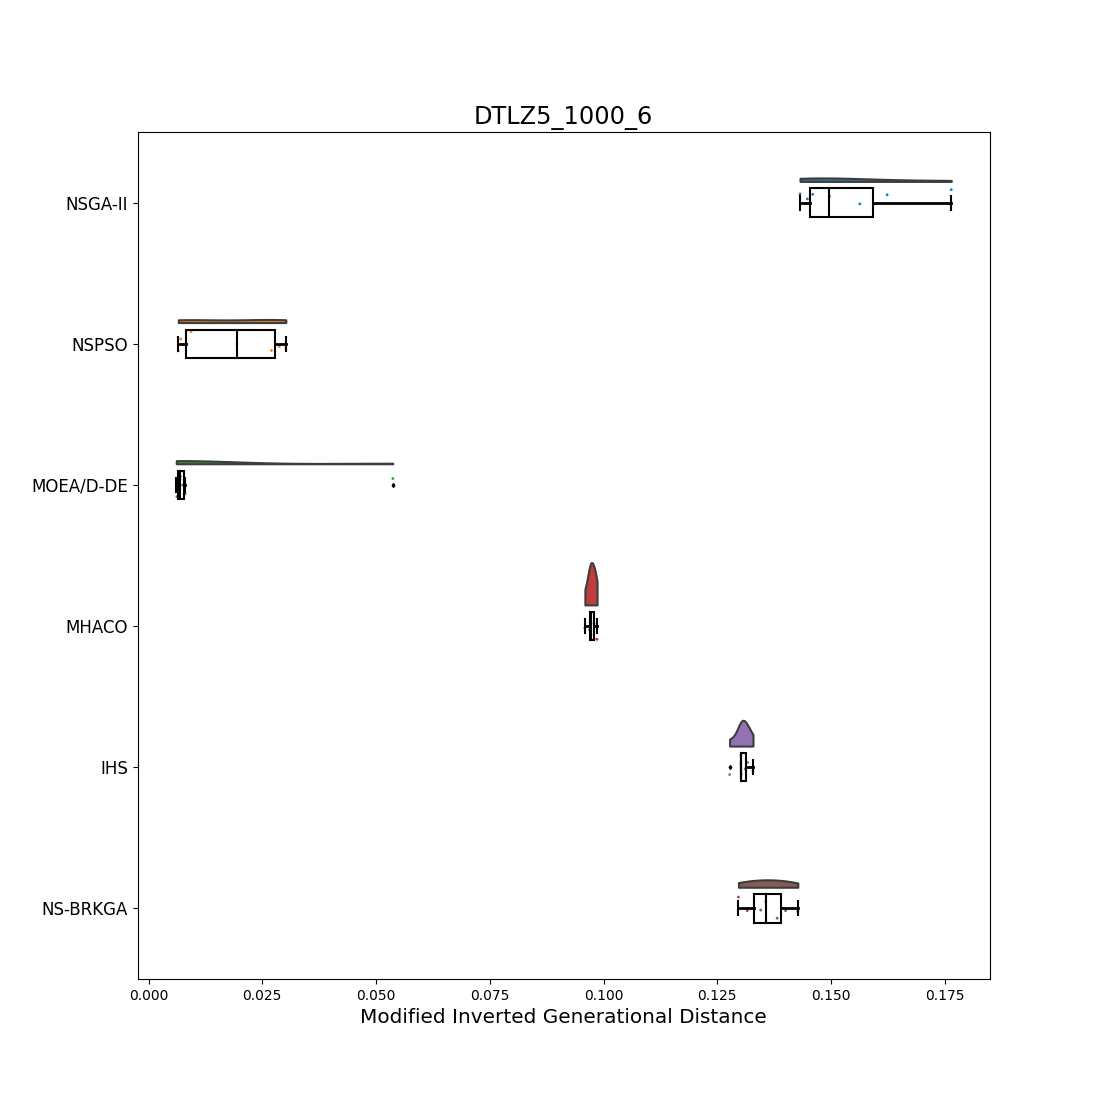 DTLZ5_1000_6
NSGA-II
NSPSO
MOEA/D-DE
MHACO
IHS
NS-BRKGA
0.000 0.025 0.050 0.075 0.100 0.125 0.150 0.175
Modified Inverted Generational Distance